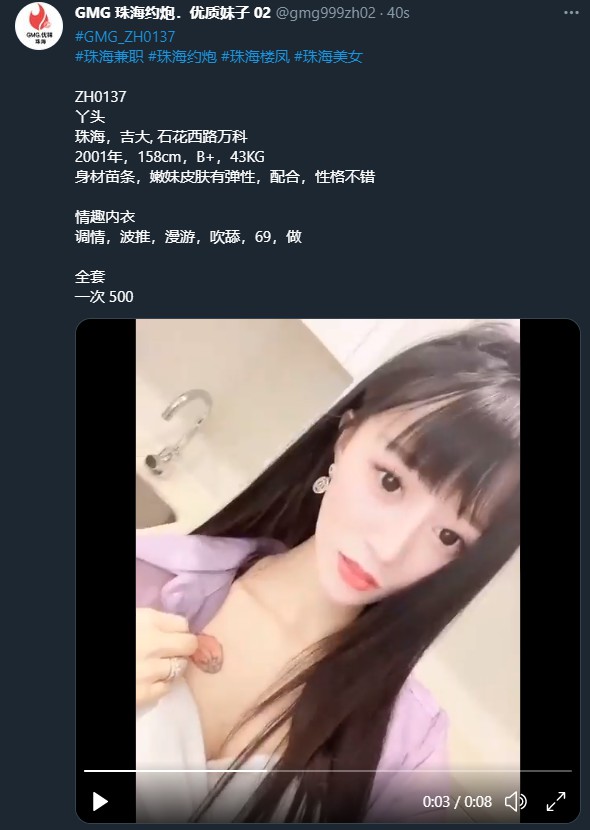 GMG 珠海约炮．优质妹子 02 @gmg999zh02 · 40s
#GMG_ZH0137
#珠海兼职 #珠海约炮 #珠海楼凤 #珠海美女
ZH0137
丫头
珠海，吉大, 石花西路万科
2001年，158cm，B+，43KG
身材苗条，嫩妹皮肤有弹性，配合，性格不错
情趣内衣
调情，波推，漫游，吹舔，69，做
全套
一次 500
0:03 / 0:08